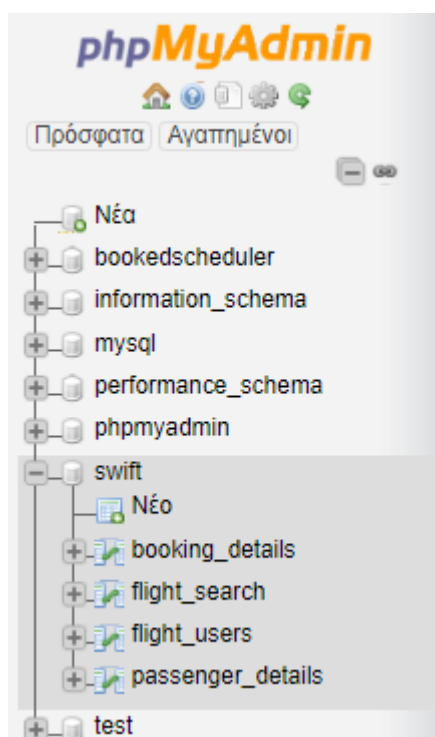 phpMyAdmin
Πρόσφατα Αγαπημένοι
Νέα
bookedscheduler
information_schema
mysql
performance_schema
phpmyadmin
swift
Νέο
booking_details
flight_search
flight_users
passenger_details
test